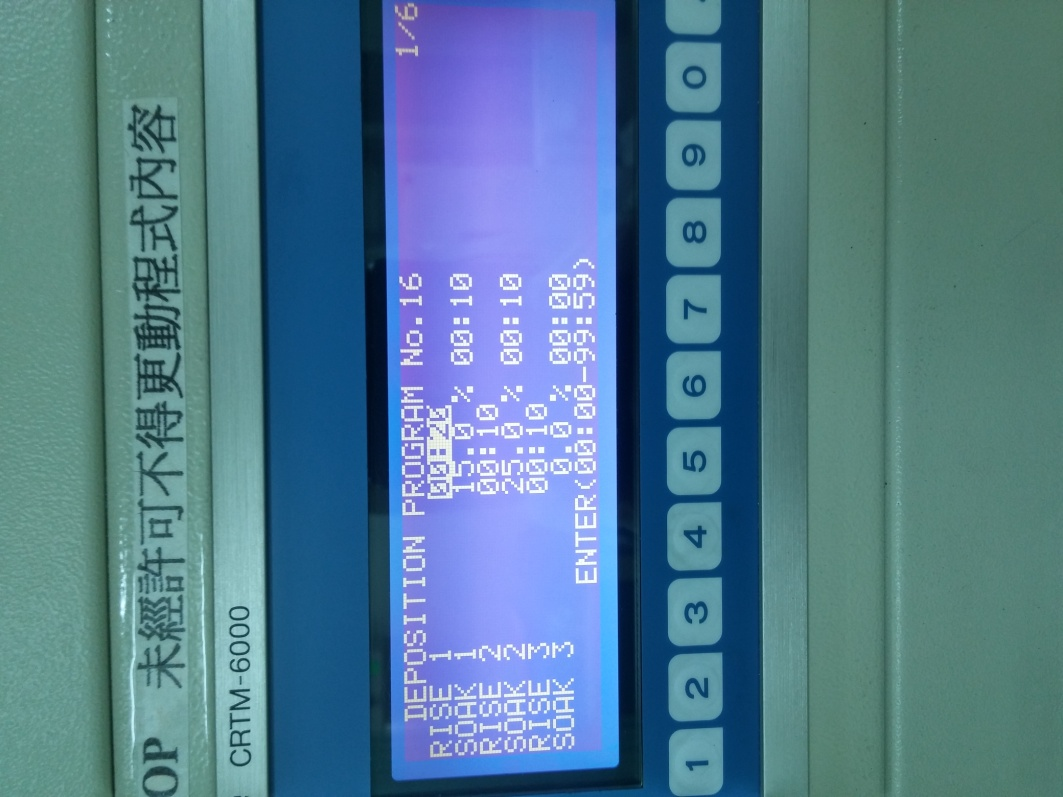 OP 未經許可不得更動程式內容
CRTM-6000
DEPOSITION PROGRAM No.16 1/6
RISE 1 00:20
SOAK 1 15.0 % 00:10
RISE 2 00:10
SOAK 2 25.0 % 00:10
RISE 3 00:10
SOAK 3 0.0 % 00:00
ENTER(00:00-99:59)
1 2 3 4 5 6 7 8 9 0